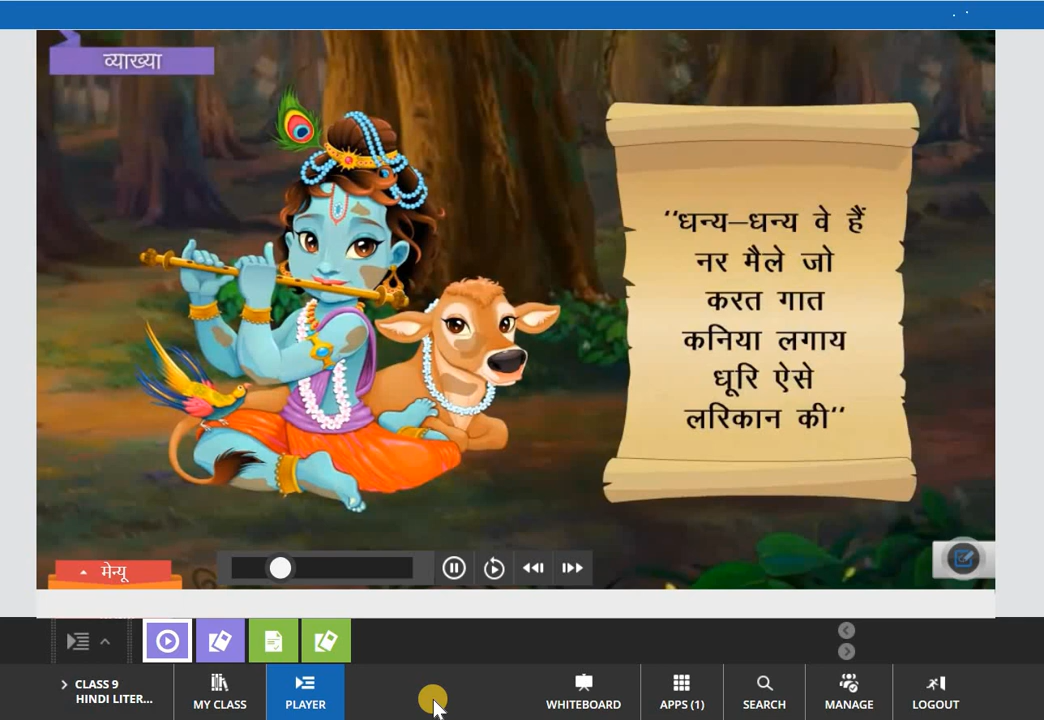 व्याख्या
‘‘धन्य–धन्य वे हैं
नर मैले जो
करत गात
कनिया लगाय
धूरि ऐसे
लरिकान की’’
मेन्यू
CLASS 9
HINDI LITER...
MY CLASS
PLAYER
WHITEBOARD
APPS (1)
SEARCH
MANAGE
LOGOUT